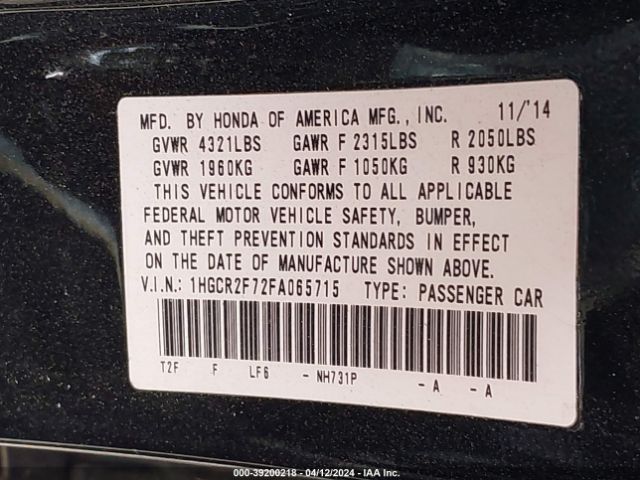 MFD. BY HONDA OF AMERICA MFG., INC. 11/'14
GVWR 4321LBS GAWR F 2315LBS R 2050LBS
GVWR 1960KG GAWR F 1050KG R 930KG
THIS VEHICLE CONFORMS TO ALL APPLICABLE
FEDERAL MOTOR VEHICLE SAFETY, BUMPER,
AND THEFT PREVENTION STANDARDS IN EFFECT
ON THE DATE OF MANUFACTURE SHOWN ABOVE.
V.I.N.: 1HGCR2F72FA065715 TYPE: PASSENGER CAR
T2F F LF6 - NH731P - A - A
000-39200218 - 04/12/2024 - IAA Inc.